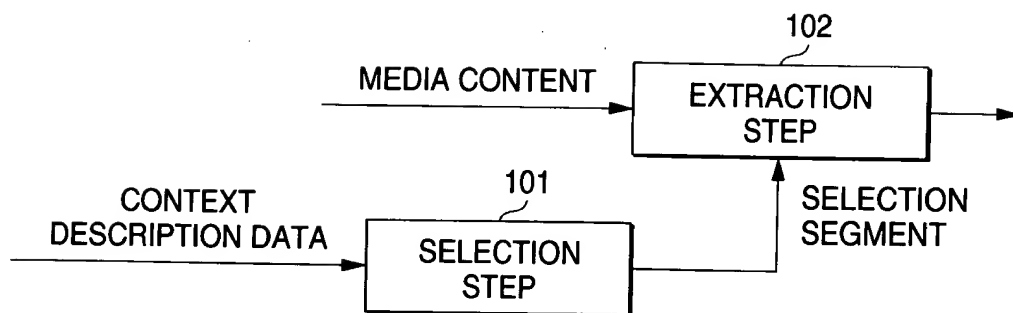 102
MEDIA CONTENT
EXTRACTION
STEP
101
CONTEXT
DESCRIPTION DATA
SELECTION
STEP
SELECTION
SEGMENT